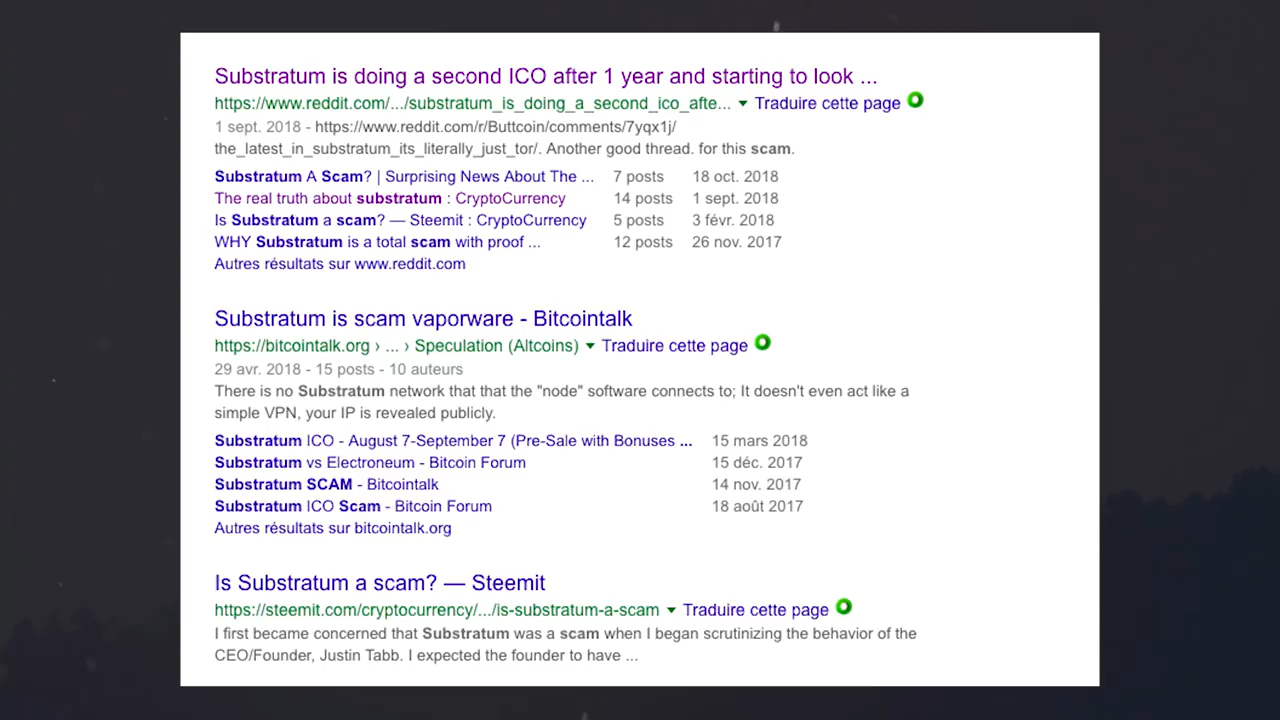 Substratum is doing a second ICO after 1 year and starting to look ...
https://www.reddit.com/.../substratum_is_doing_a_second_ico_afte... ▼ Traduire cette page
1 sept. 2018 - https://www.reddit.com/r/Buttcoin/comments/7yqx1j/
the_latest_in_substratum_its_literally_just_tor/. Another good thread. for this scam.
Substratum A Scam? | Surprising News About The ... 7 posts 18 oct. 2018
The real truth about substratum : CryptoCurrency 14 posts 1 sept. 2018
Is Substratum a scam? — Steemit : CryptoCurrency 5 posts 3 févr. 2018
WHY Substratum is a total scam with proof ... 12 posts 26 nov. 2017
Autres résultats sur www.reddit.com
Substratum is scam vaporware - Bitcointalk
https://bitcointalk.org › ... › Speculation (Altcoins) ▼ Traduire cette page
29 avr. 2018 - 15 posts - 10 auteurs
There is no Substratum network that that the "node" software connects to; It doesn't even act like a
simple VPN, your IP is revealed publicly.
Substratum ICO - August 7-September 7 (Pre-Sale with Bonuses ... 15 mars 2018
Substratum vs Electroneum - Bitcoin Forum 15 déc. 2017
Substratum SCAM - Bitcointalk 14 nov. 2017
Substratum ICO Scam - Bitcoin Forum 18 août 2017
Autres résultats sur bitcointalk.org
Is Substratum a scam? — Steemit
https://steemit.com/cryptocurrency/.../is-substratum-a-scam ▼ Traduire cette page
I first became concerned that Substratum was a scam when I began scrutinizing the behavior of the
CEO/Founder, Justin Tabb. I expected the founder to have ...